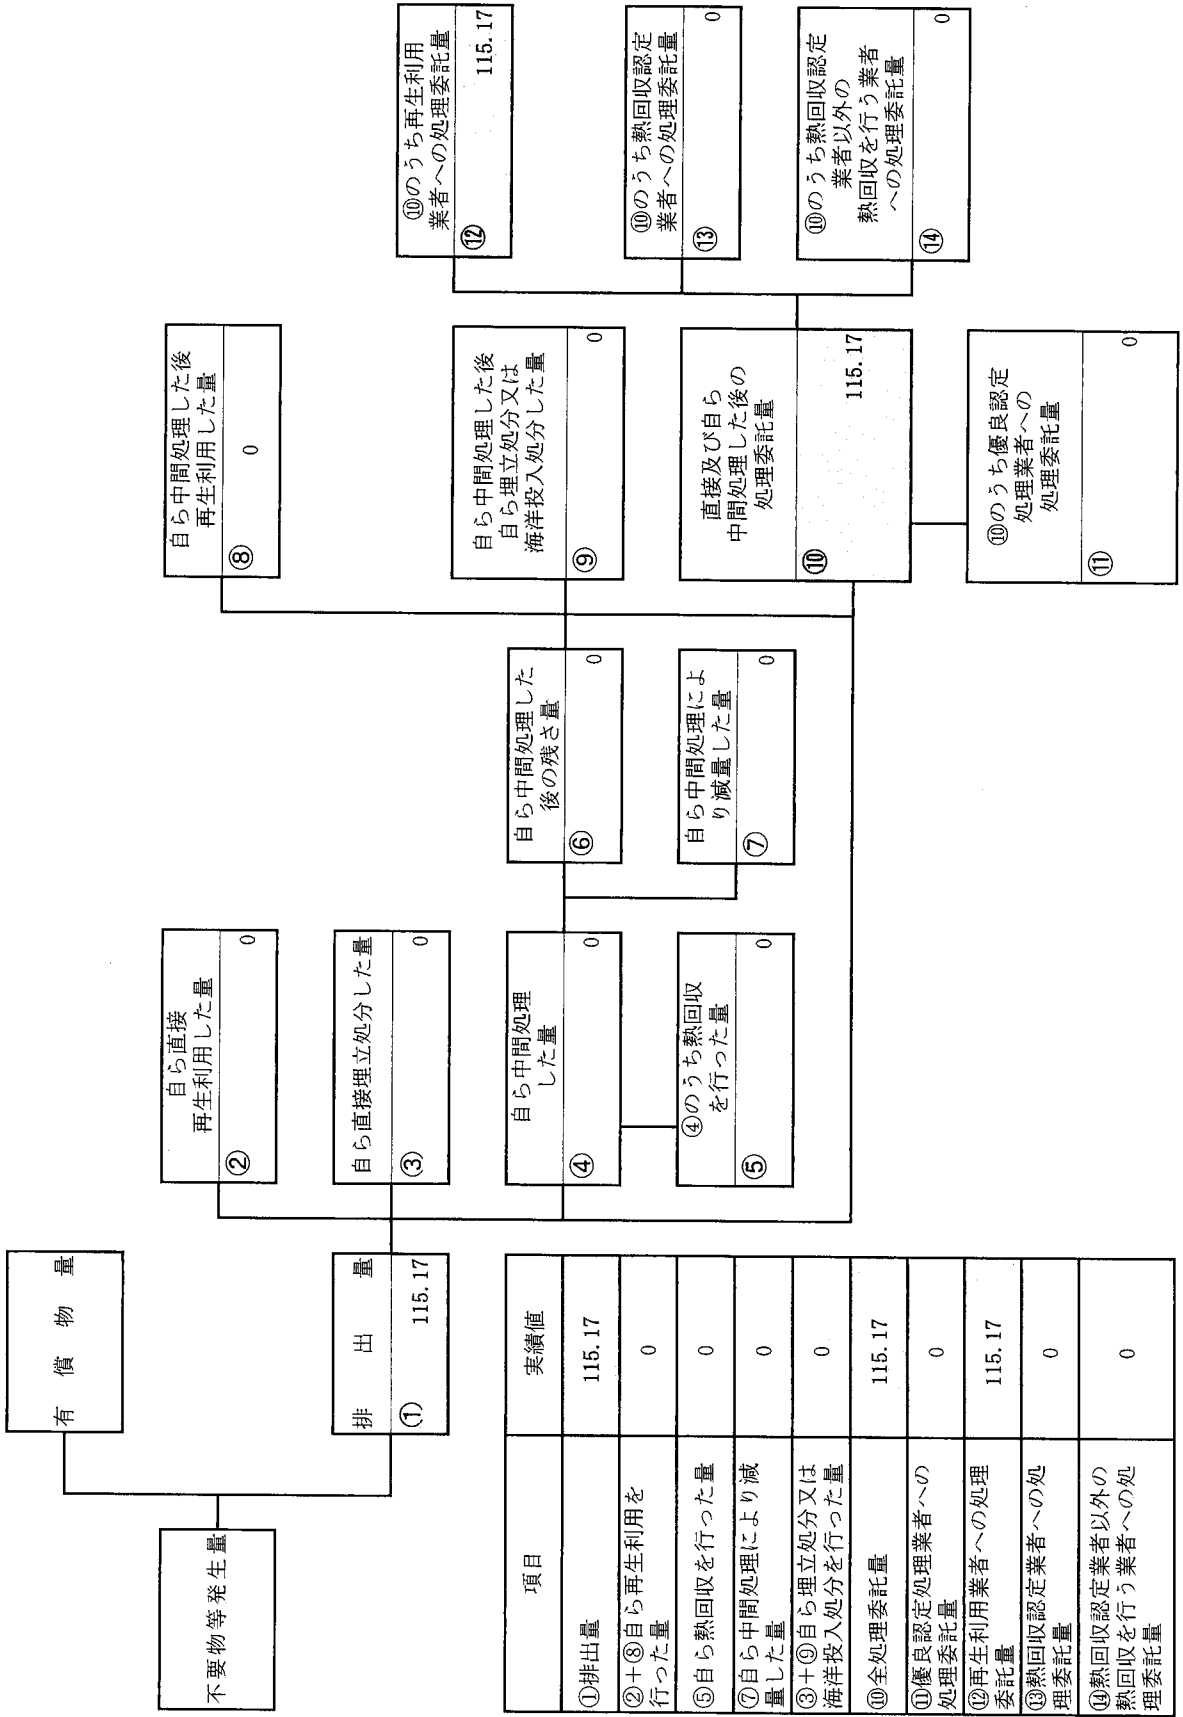 不要物等発生量
有償物量
排出量
① 115.17
自ら直接
再生利用した量
② 0
自ら直接埋立処分した量
③ 0
自ら中間処理
した量
④ 0
④のうち熱回収
を行った量
⑤ 0
自ら中間処理した
後の残さ量
⑥ 0
自ら中間処理によ
り減量した量
⑦ 0
自ら中間処理した後
再生利用した量
⑧ 0
自ら中間処理した後
自ら埋立処分又は
海洋投入処分した量
⑨ 0
直接及び自ら
中間処理した後の
処理委託量
⑩ 115.17
⑩のうち優良認定
処理業者への
処理委託量
⑪ 0
⑩のうち再生利用
業者への処理委託量
⑫ 115.17
⑩のうち熱回収認定
業者への処理委託量
⑬ 0
⑩のうち熱回収認定
業者以外の
熱回収を行う業者
への処理委託量
⑭ 0
項目 実績値
①排出量 115.17
②+⑧自ら再生利用を
行った量 0
⑤自ら熱回収を行った量 0
⑦自ら中間処理により減
量した量 0
③+⑨自ら埋立処分又は
海洋投入処分を行った量 0
⑩全処理委託量 115.17
⑪優良認定処理業者への
処理委託量 0
⑫再生利用業者への処理
委託量 115.17
⑬熱回収認定業者への処
理委託量 0
⑭熱回収認定業者以外の
熱回収を行う業者への処
理委託量 0